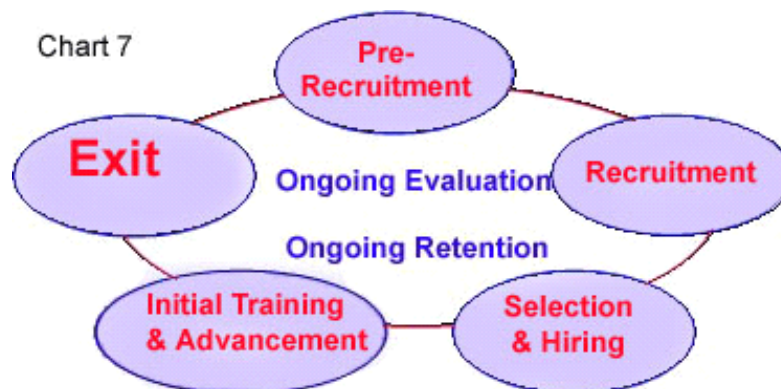 Chart 7
Pre-
Recruitment
Exit
Ongoing Evaluation
Recruitment
Ongoing Retention
Initial Training
& Advancement
Selection
& Hiring